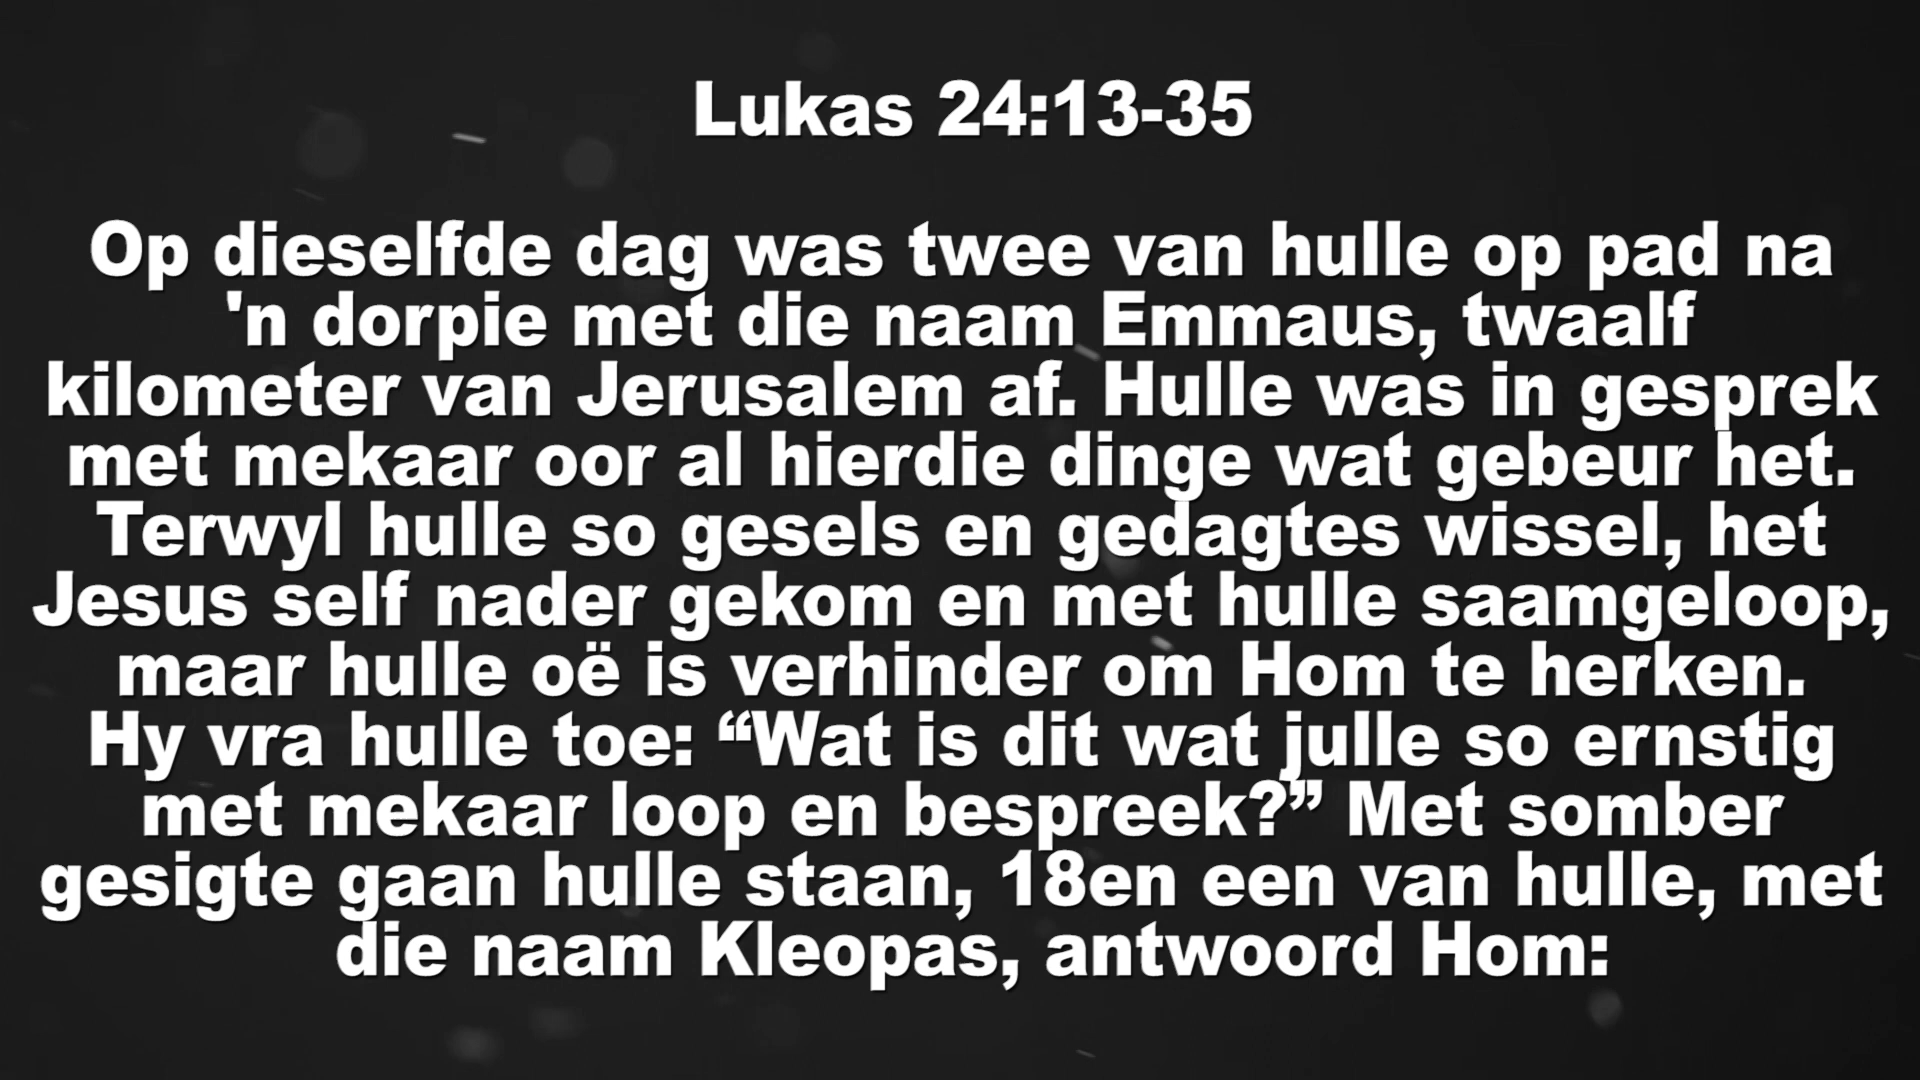 Lukas 24:13-35
Op dieselfde dag was twee van hulle op pad na
'n dorpie met die naam Emmaus, twaalf
kilometer van Jerusalem af. Hulle was in gesprek
met mekaar oor al hierdie dinge wat gebeur het.
Terwyl hulle so gesels en gedagtes wissel, het
Jesus self nader gekom en met hulle saamgeloop,
maar hulle oë is verhinder om Hom te herken.
Hy vra hulle toe: “Wat is dit wat julle so ernstig
met mekaar loop en bespreek?” Met somber
gesigte gaan hulle staan, 18en een van hulle, met
die naam Kleopas, antwoord Hom: